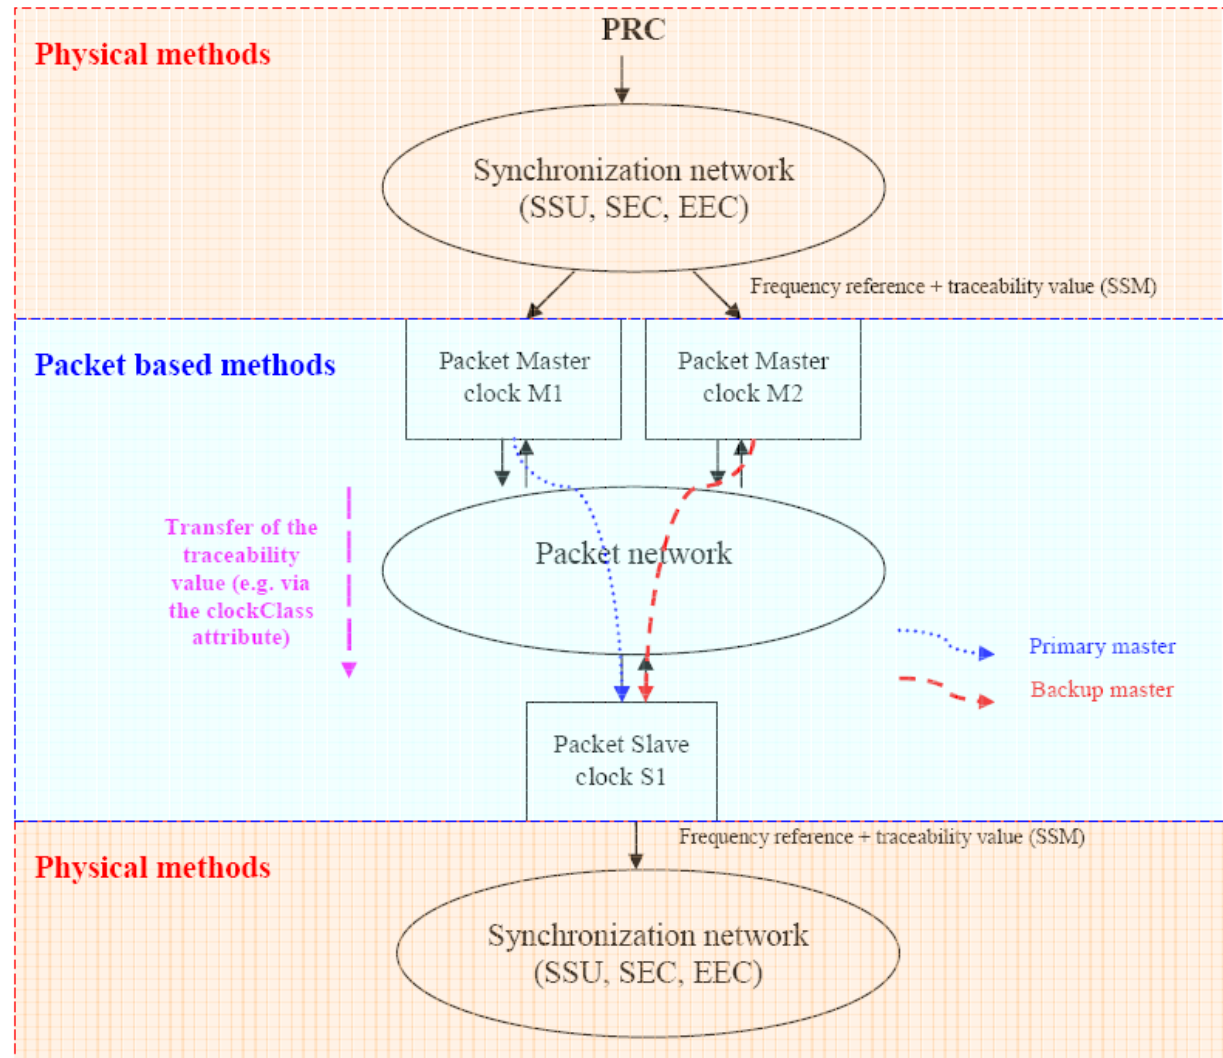 PRC
Physical methods
Synchronization network
(SSU, SEC, EEC)
Frequency reference + traceability value (SSM)
Packet based methods
Packet Master
clock M1
Packet Master
clock M2
Transfer of the
traceability
value (e.g. via
the clockClass
attribute)
Packet network
Primary master
Backup master
Packet Slave
clock S1
Frequency reference + traceability value (SSM)
Physical methods
Synchronization network
(SSU, SEC, EEC)